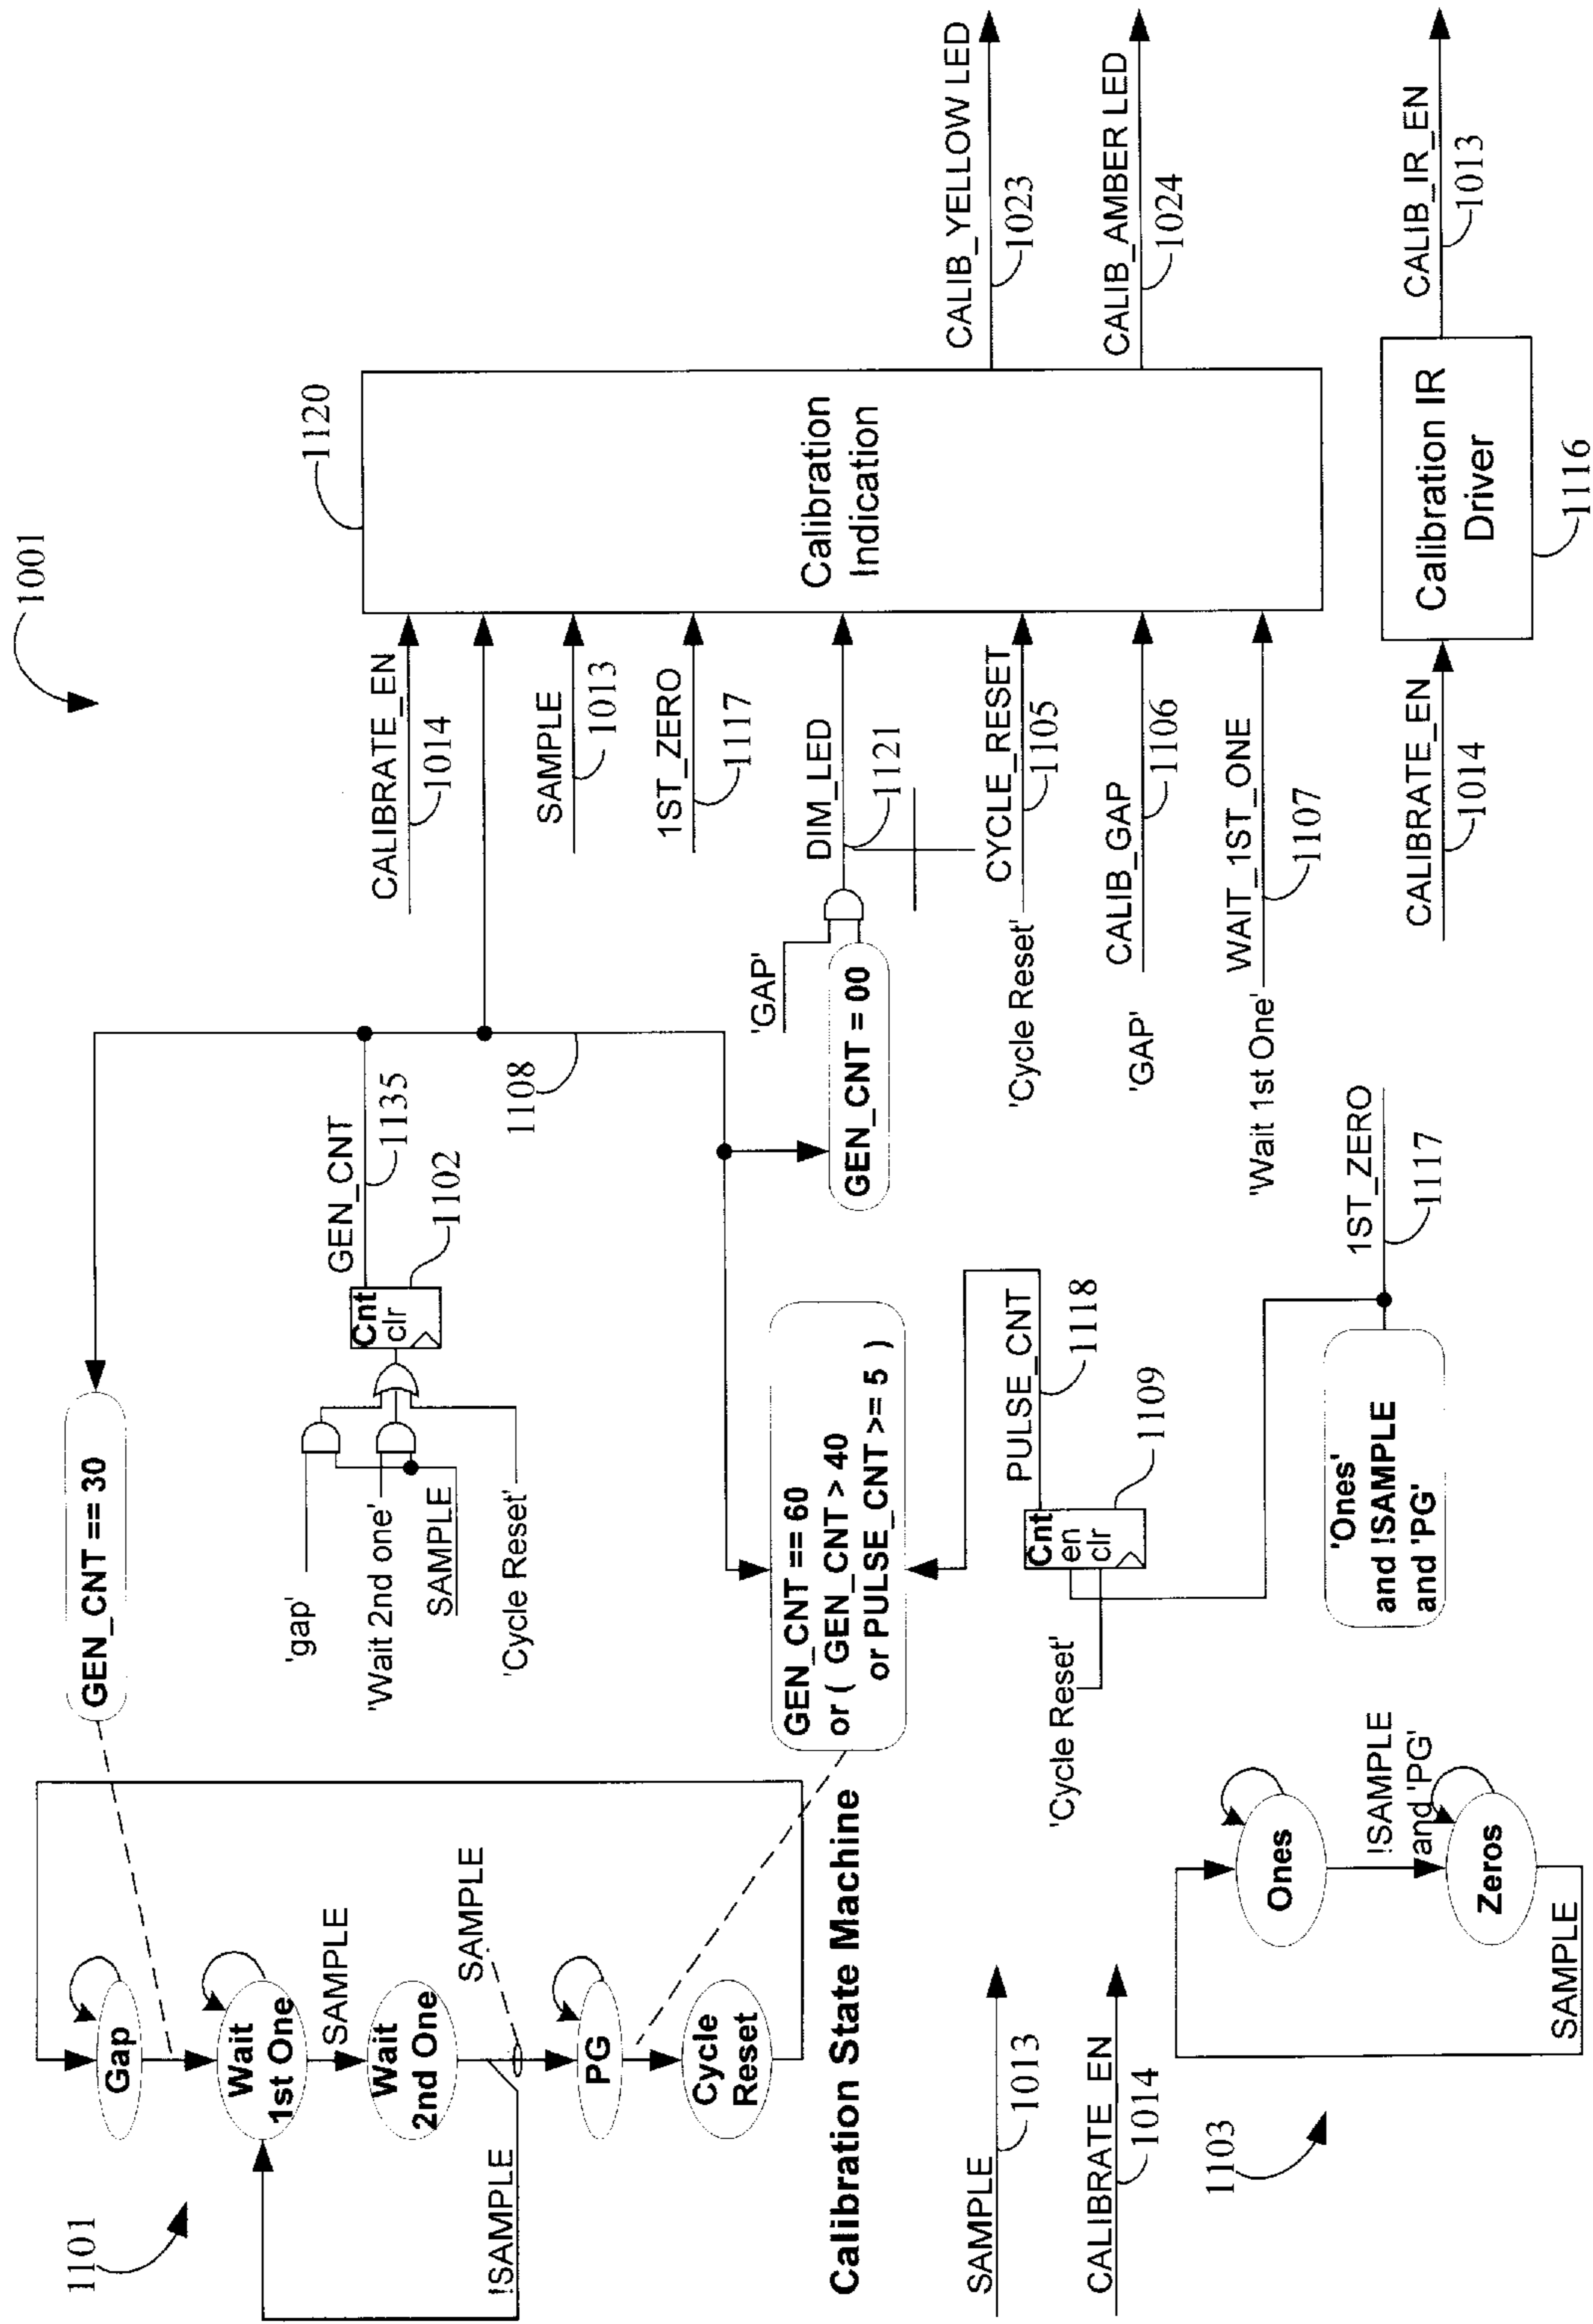 1001
1101
Gap
Wait
1st One
SAMPLE
Wait
2nd One
SAMPLE
!SAMPLE
PG
Cycle
Reset
Calibration State Machine
GEN_CNT == 30
'gap'
'Wait 2nd one'
SAMPLE
'Cycle Reset'
Cnt
clr
1102
GEN_CNT
1135
1108
GEN_CNT == 60
or ( GEN_CNT > 40
or PULSE_CNT >= 5 )
GEN_CNT = 00
'GAP'
DIM_LED
1121
CALIBRATE_EN
1014
SAMPLE
1013
1ST_ZERO
1117
'Cycle Reset'
CYCLE_RESET
1105
'GAP'
CALIB_GAP
1106
'Wait 1st One'
WAIT_1ST_ONE
1107
1120
Calibration
Indication
CALIB_YELLOW LED
1023
CALIB_AMBER LED
1024
SAMPLE
1013
CALIBRATE EN
1014
1103
Ones
!SAMPLE
and 'PG'
Zeros
SAMPLE
'Cycle Reset'
Cnt
en
clr
1109
PULSE_CNT
1118
'Ones'
and !SAMPLE
and 'PG'
1ST_ZERO
1117
CALIBRATE EN
1014
Calibration IR
Driver
1116
CALIB_IR_EN
1013